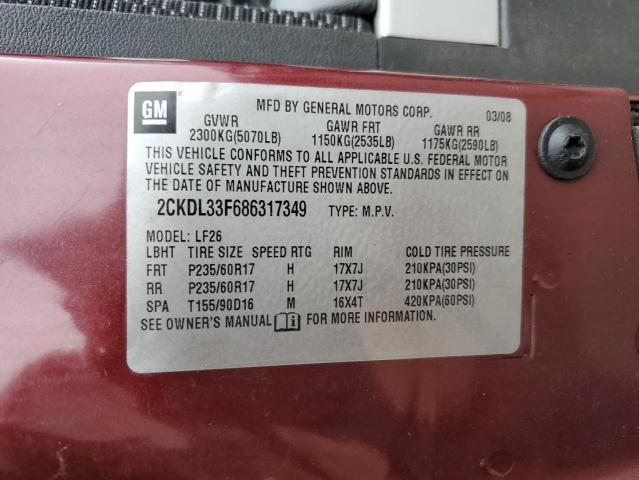 GM
MFD BY GENERAL MOTORS CORP. 03/08
GVWR GAWR FRT GAWR RR
2300KG(5070LB) 1150KG(2535LB) 1175KG(2590LB)
THIS VEHICLE CONFORMS TO ALL APPLICABLE U.S. FEDERAL MOTOR
VEHICLE SAFETY AND THEFT PREVENTION STANDARDS IN EFFECT ON
THE DATE OF MANUFACTURE SHOWN ABOVE.
2CKDL33F686317349 TYPE: M.P.V.
MODEL: LF26
LBHT TIRE SIZE SPEED RTG RIM COLD TIRE PRESSURE
FRT P235/60R17 H 17X7J 210KPA(30PSI)
RR P235/60R17 H 17X7J 210KPA(30PSI)
SPA T155/90D16 M 16X4T 420KPA(60PSI)
SEE OWNER'S MANUAL FOR MORE INFORMATION.